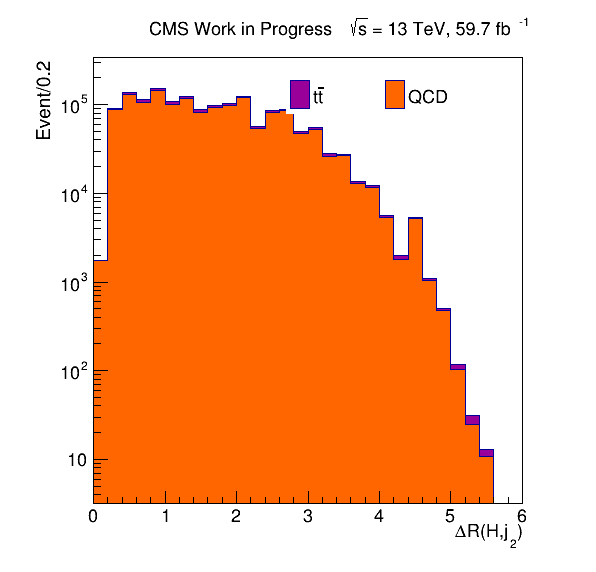 CMS Work in Progress √s = 13 TeV, 59.7 fb⁻¹
Event/0.2
tt̄
QCD
10⁵
10⁴
10³
10²
10
0 1 2 3 4 5 6
ΔR(H,j₂)